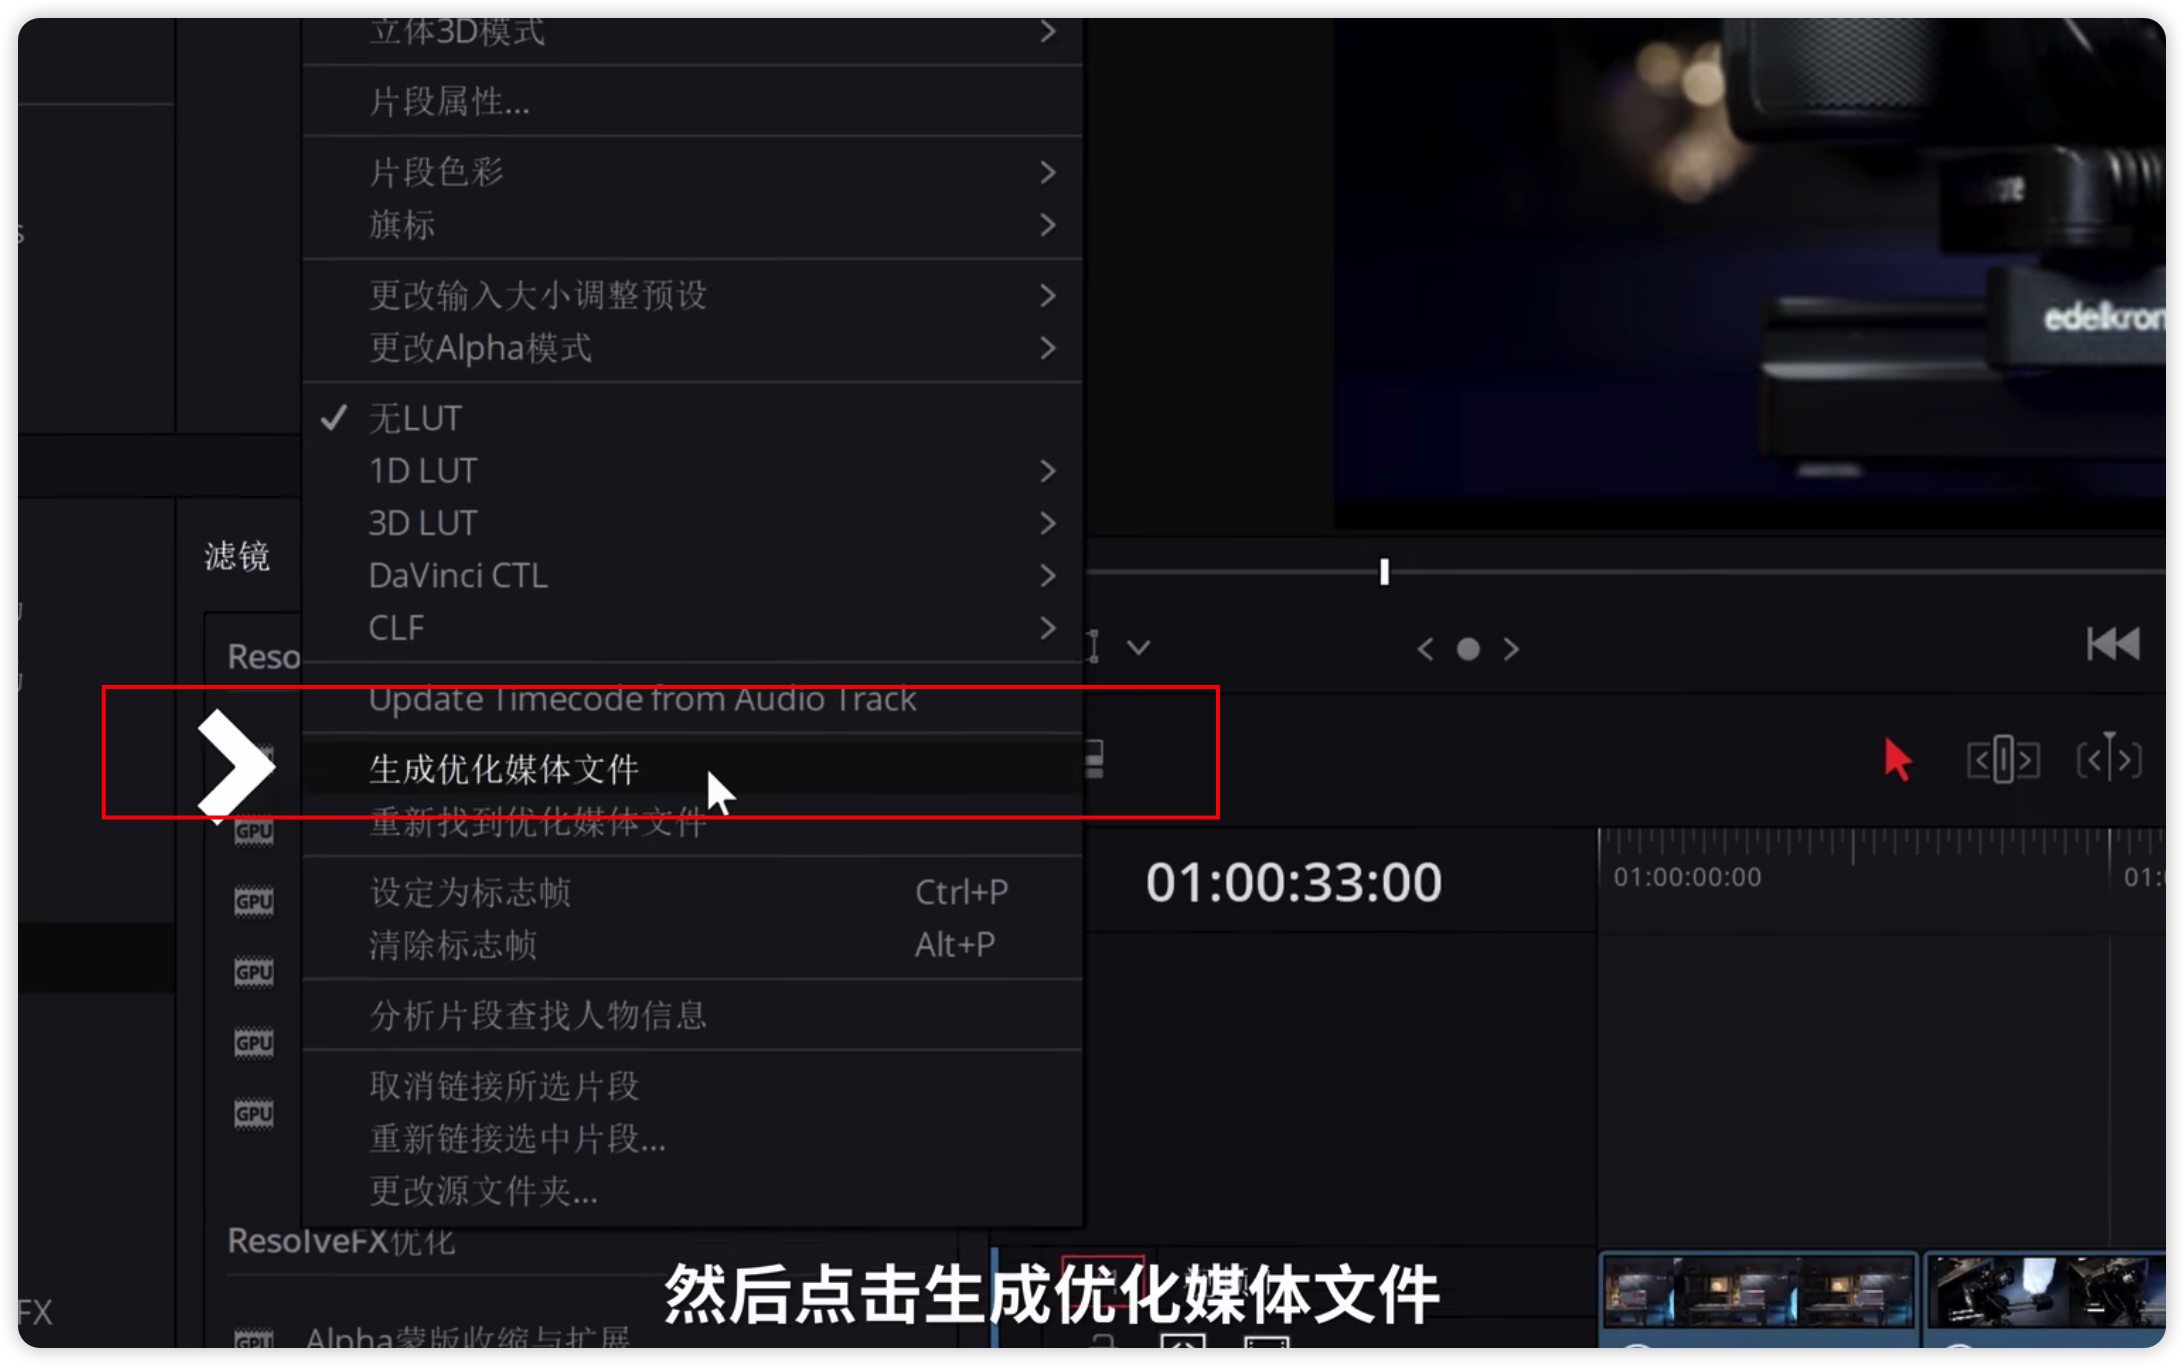 立体3D模式
片段属性...
片段色彩
旗标
更改输入大小调整预设
更改Alpha模式
无LUT
1D LUT
3D LUT
DaVinci CTL
CLF
Update Timecode from Audio Track
生成优化媒体文件
重新找到优化媒体文件
设定为标志帧 Ctrl+P
清除标志帧 Alt+P
分析片段查找人物信息
取消链接所选片段
重新链接选中片段...
更改源文件夹...
滤镜
Reso
GPU
GPU
GPU
GPU
GPU
ResolveFX优化
GPU Alpha蒙版收缩与扩展
FX
edelkron
01:00:33:00
01:00:00:00
01:
然后点击生成优化媒体文件